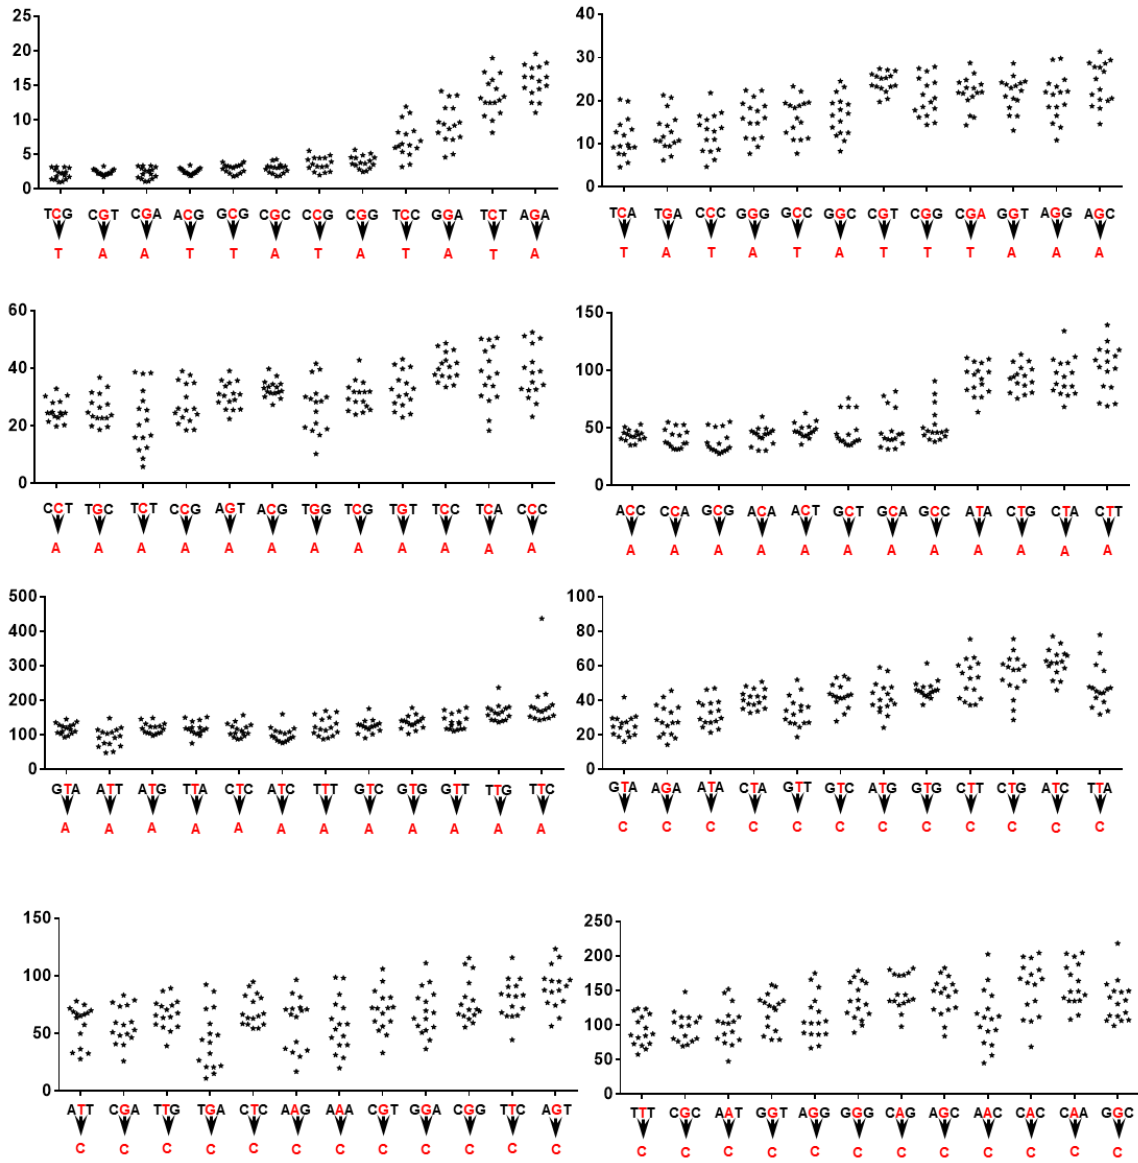 25
20
15
10
5
0
TCG CGT CGA ACG GCG CGC CCG CGG TCC GGA TCT AGA
T A A T T A T A T A T A
40
30
20
10
0
TCA TGA CCC GGG GCC GGC CGT CGG CGA GGT AGG AGC
T A T A T A T T T A A A
60
40
20
0
CCT TGC TCT CCG AGT ACG TGG TCG TGT TCC TCA CCC
A A A A A A A A A A A A
150
100
50
0
ACC CCA GCG ACA ACT GCT GCA GCC ATA CTG CTA CTT
A A A A A A A A A A A A
500
400
300
200
100
0
GTA ATT ATG TTA CTC ATC TTT GTC GTG GTT TTG TTC
A A A A A A A A A A A A
100
80
60
40
20
0
GTA AGA ATA CTA GTT GTC ATG GTG CTT CTG ATC TTA
C C C C C C C C C C C C
150
100
50
0
ATT CGA TTG TGA CTC AAG AAA CGT GGA CGG TTC AGT
C C C C C C C C C C C C
250
200
150
100
50
0
TTT CGC AAT GGT AGG GGG CAG AGC AAC CAC CAA GGC
C C C C C C C C C C C C